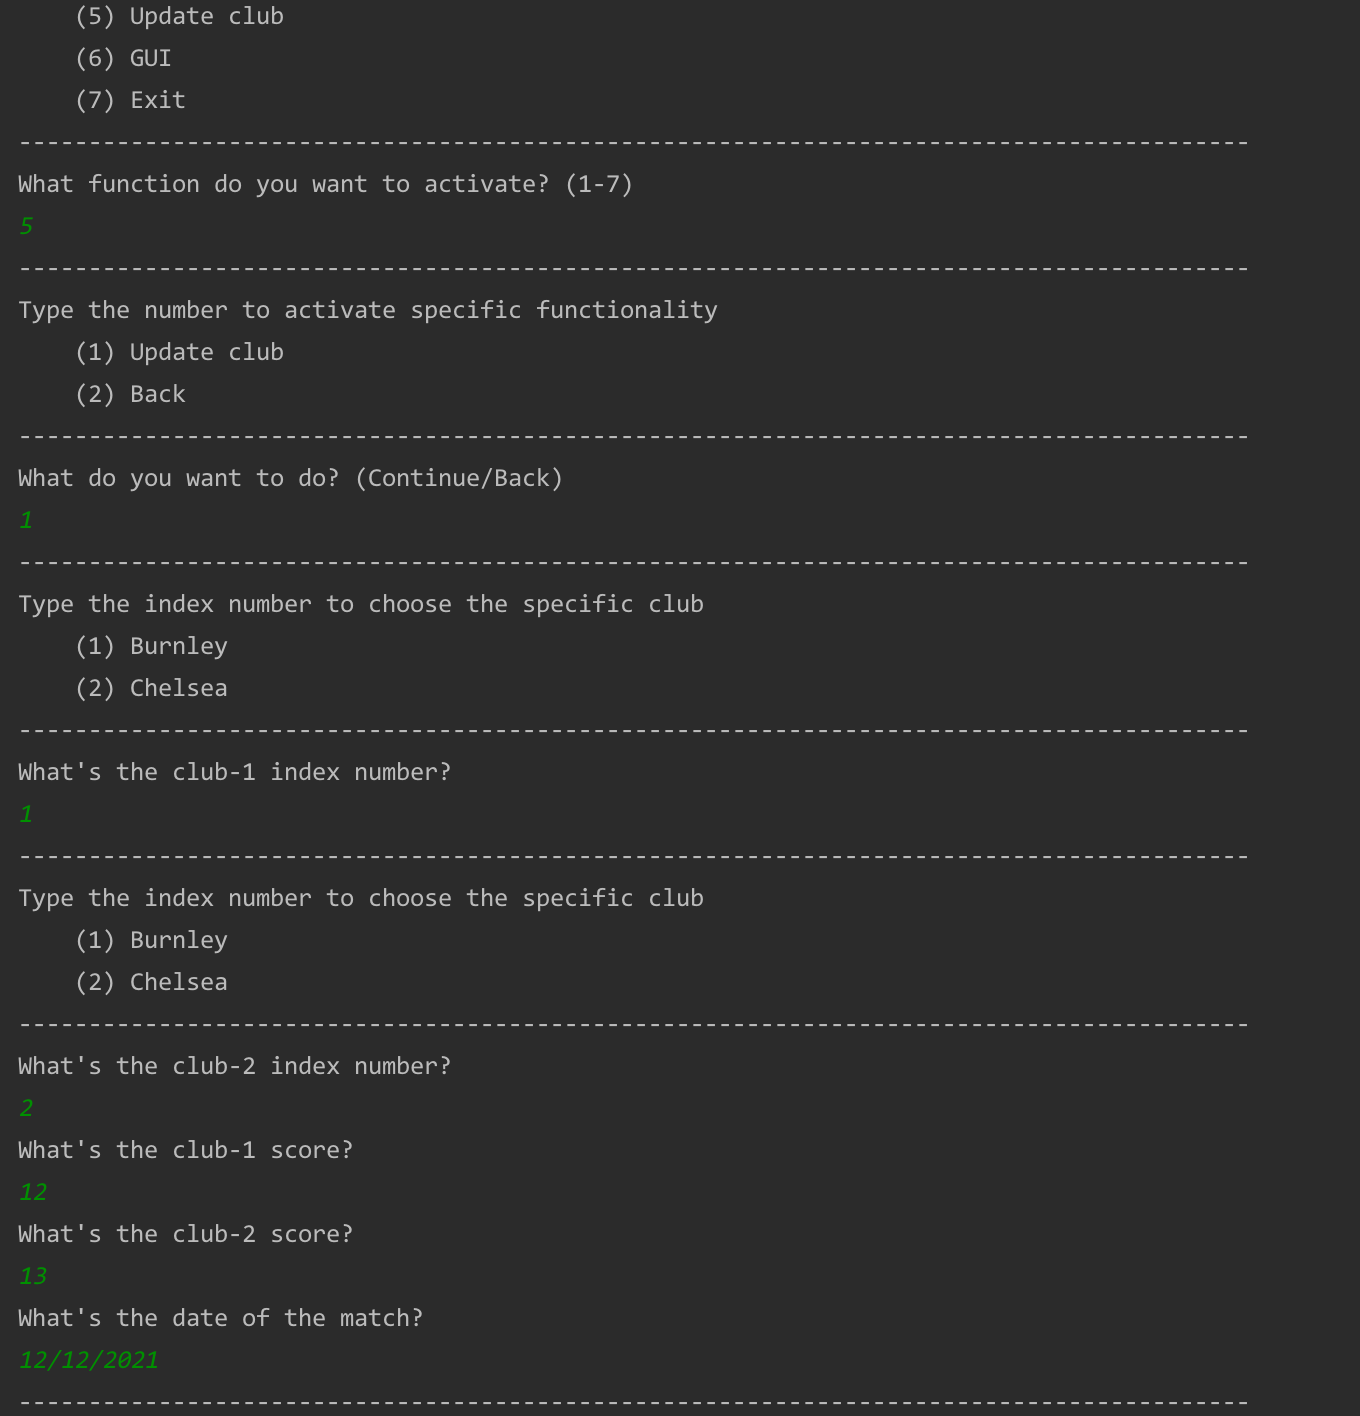 (5) Update club
(6) GUI
(7) Exit
----------------------------------------------------------------------------------------
What function do you want to activate? (1-7)
5
----------------------------------------------------------------------------------------
Type the number to activate specific functionality
(1) Update club
(2) Back
----------------------------------------------------------------------------------------
What do you want to do? (Continue/Back)
1
----------------------------------------------------------------------------------------
Type the index number to choose the specific club
(1) Burnley
(2) Chelsea
----------------------------------------------------------------------------------------
What's the club-1 index number?
1
----------------------------------------------------------------------------------------
Type the index number to choose the specific club
(1) Burnley
(2) Chelsea
----------------------------------------------------------------------------------------
What's the club-2 index number?
2
What's the club-1 score?
12
What's the club-2 score?
13
What's the date of the match?
12/12/2021
----------------------------------------------------------------------------------------